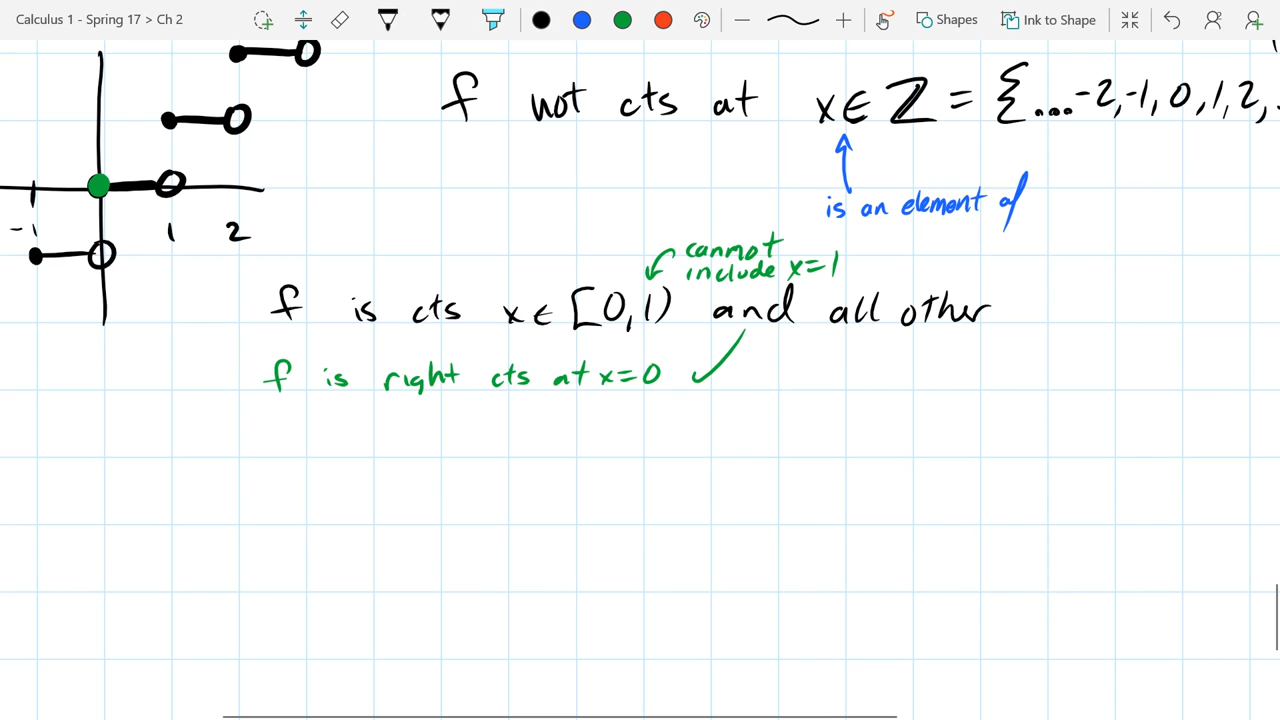 Calculus 1 - Spring 17 > Ch 2
Shapes
Ink to Shape
f not cts at x∈ℤ = {....-2,-1,0,1,2,.
is an element of
-1 1 2
cannot
include x=1
f is cts x∈[0,1) and all other
f is right cts at x=0 ✓